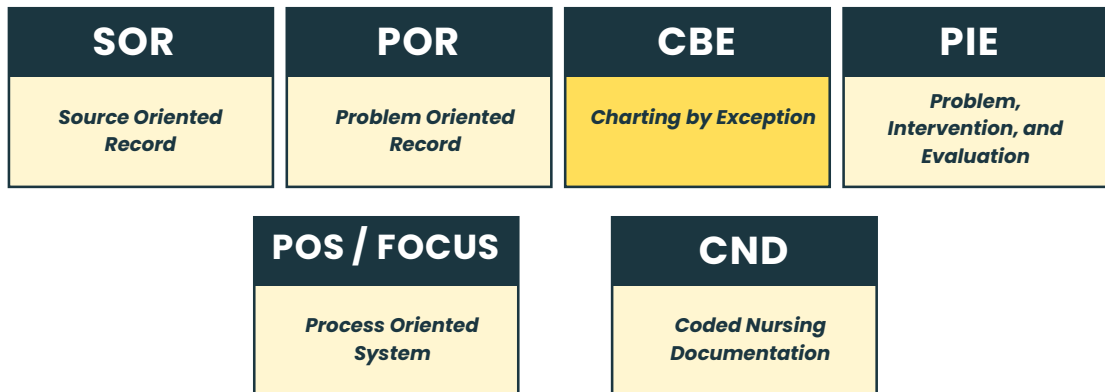 SOR
Source Oriented
Record
POR
Problem Oriented
Record
CBE
Charting by Exception
PIE
Problem,
Intervention, and
Evaluation
POS / FOCUS
Process Oriented
System
CND
Coded Nursing
Documentation